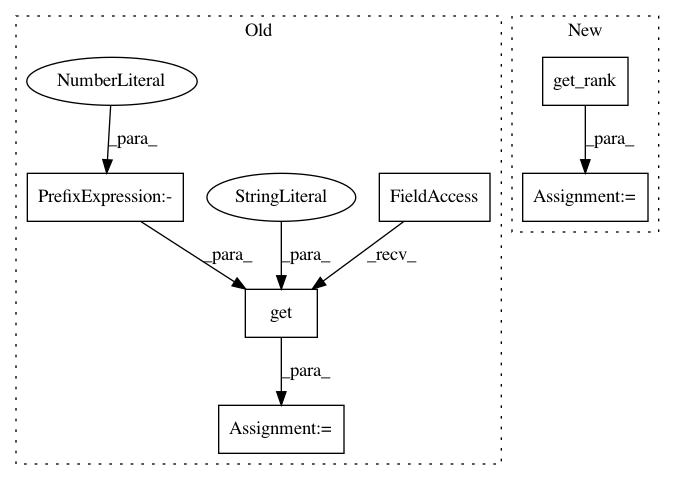 Old
New
NumberLiteral
get_rank
_para_
_para_
PrefixExpression:-
StringLiteral
FieldAccess
Assignment:=
_para_
_para_
_recv_
get
_para_
Assignment:=